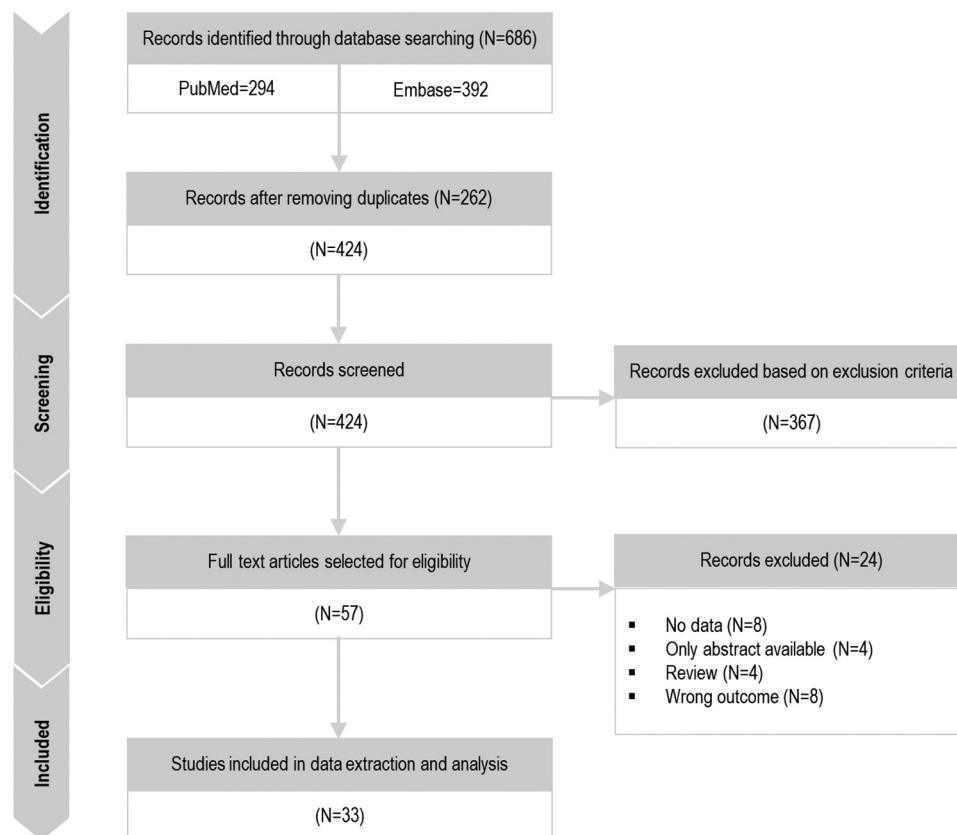 Identification
Records identified through database searching (N=686)
PubMed=294
Embase=392
Records after removing duplicates (N=262)
(N=424)
Screening
Records screened
(N=424)
Records excluded based on exclusion criteria
(N=367)
Eligibility
Full text articles selected for eligibility
(N=57)
Records excluded (N=24)
▪ No data (N=8)
▪ Only abstract available (N=4)
▪ Review (N=4)
▪ Wrong outcome (N=8)
Included
Studies included in data extraction and analysis
(N=33)